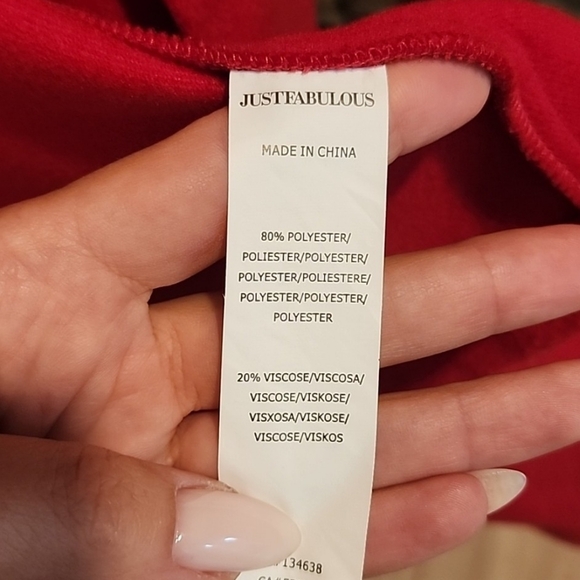 JUSTFABULOUS
MADE IN CHINA
80% POLYESTER/
POLIESTER/POLYESTER/
POLYESTER/POLIESTERE/
POLYESTER/POLYESTER/
POLYESTER
20% VISCOSE/VISCOSA/
VISCOSE/VISKOSE/
VISXOSA/VISKOSE/
VISCOSE/VISKOS
134638